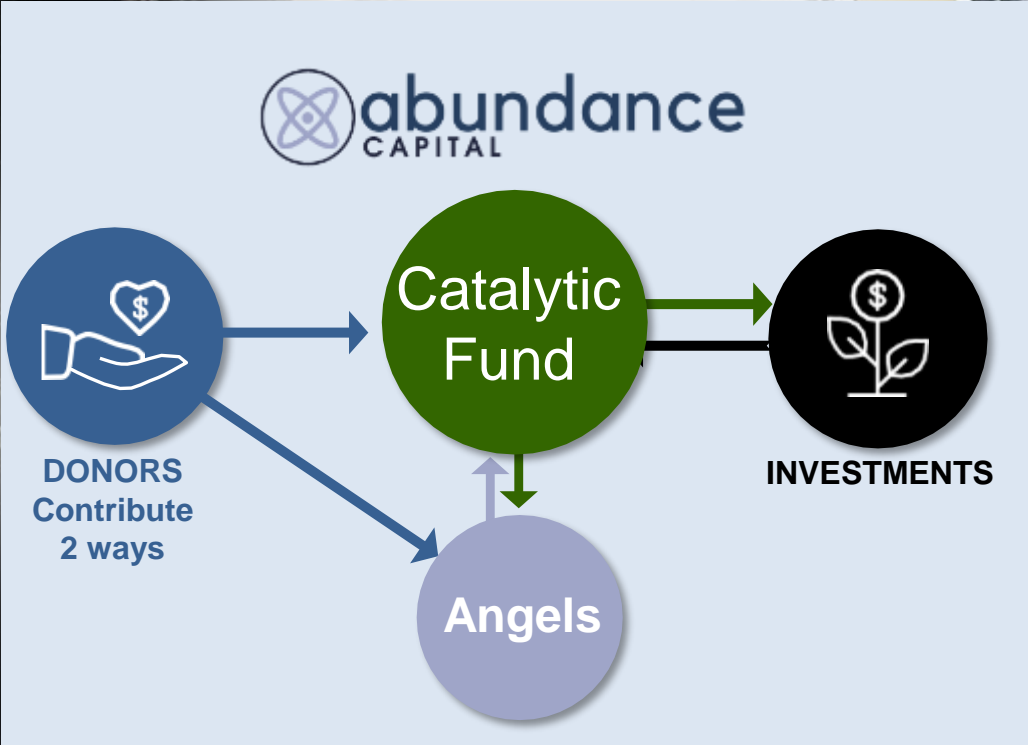 abundance
CAPITAL
$
Catalytic
Fund
$
DONORS
Contribute
2 ways
INVESTMENTS
Angels